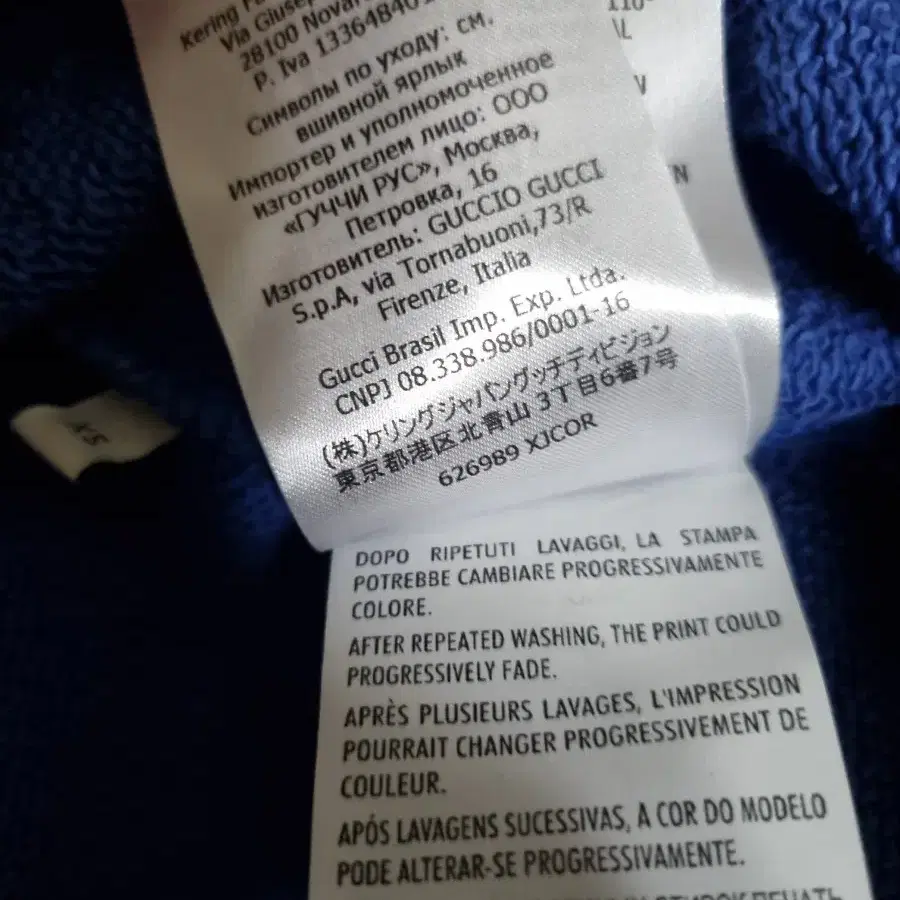 Kering
Via
28100
P. Iva
Символы по уходу: см.
вшивной ярлык
Импортер и уполномоченное
изготовителем лицо: ООО
«ГУЧЧИ РУС», Москва,
Петровка, 16
Изготовитель: GUCCIO GUCCI
S.p.A, via Tornabuoni,73/R
Firenze, Italia
Gucci Brasil Imp. Exp. Ltda.
CNPJ 08.338.986/0001-16
(株)ケリングジャパングッチディビジョン
東京都港区北青山 3丁目6番7号
626989 XJCOR
XS
DOPO RIPETUTI LAVAGGI, LA STAMPA
POTREBBE CAMBIARE PROGRESSIVAMENTE
COLORE.
AFTER REPEATED WASHING, THE PRINT COULD
PROGRESSIVELY FADE.
APRÈS PLUSIEURS LAVAGES, L'IMPRESSION
POURRAIT CHANGER PROGRESSIVEMENT DE
COULEUR.
APÓS LAVAGENS SUCESSIVAS, A COR DO MODELO
PODE ALTERAR-SE PROGRESSIVAMENTE.